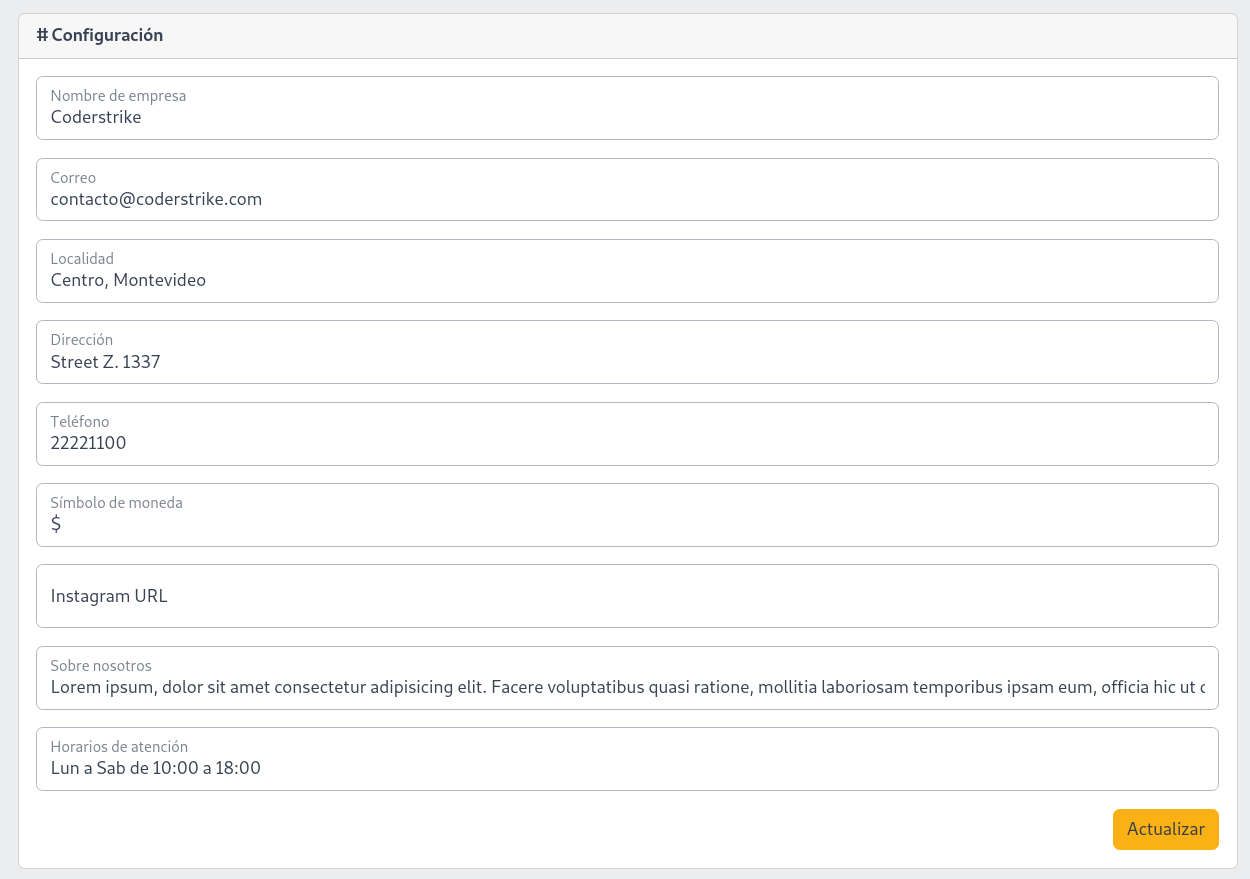 # Configuración
Nombre de empresa
Coderstrike
Correo
contacto@coderstrike.com
Localidad
Centro, Montevideo
Dirección
Street Z. 1337
Teléfono
22221100
Símbolo de moneda
$
Instagram URL
Sobre nosotros
Lorem ipsum, dolor sit amet consectetur adipisicing elit. Facere voluptatibus quasi ratione, mollitia laboriosam temporibus ipsam eum, officia hic ut
Horarios de atención
Lun a Sab de 10:00 a 18:00
Actualizar